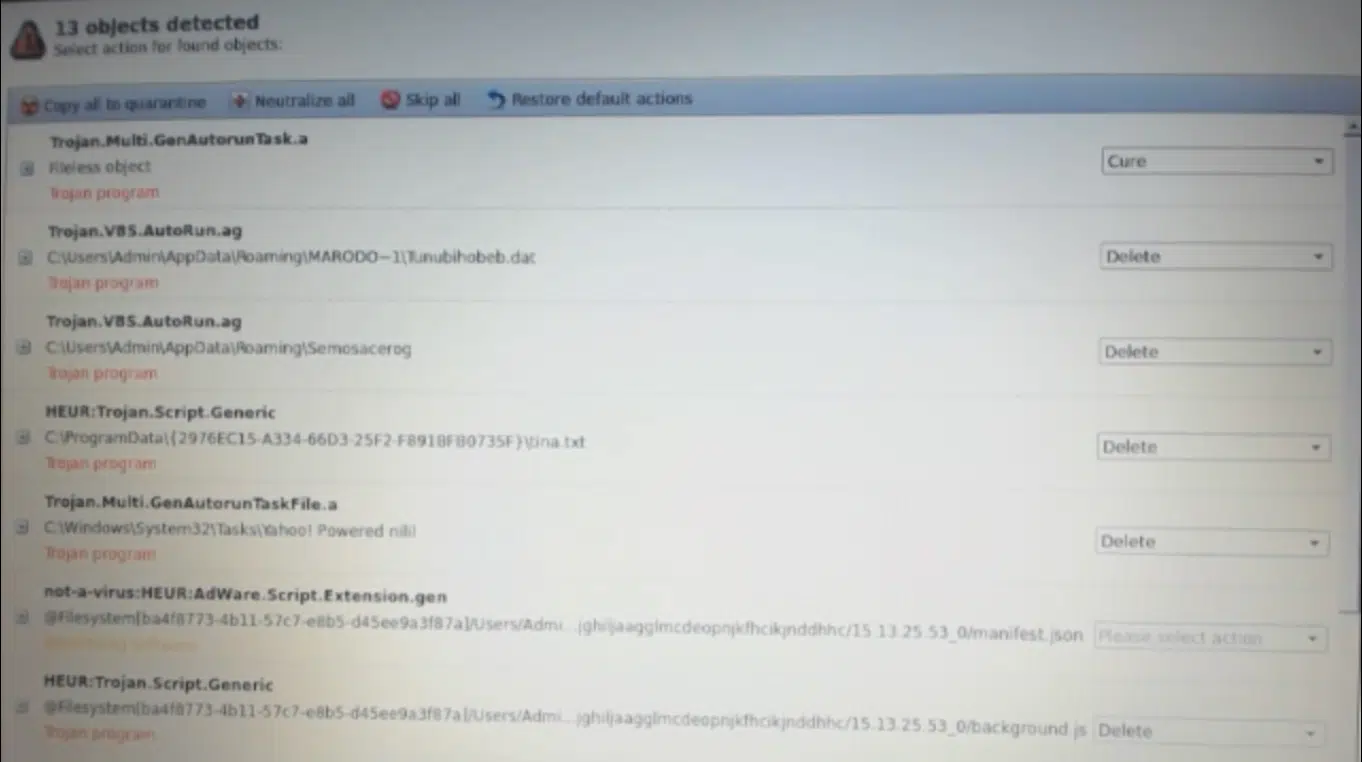 13 objects detected
Select action for found objects:
Copy all to quarantine Neutralize all Skip all Restore default actions
Trojan.Multi.GenAutorunTask.a
Fileless object
Cure
Trojan program
Trojan.VBS.AutoRun.ag
C:\Users\Admin\AppData\Roaming\MARODO~1\Tunubihobeb.dat
Delete
Trojan program
Trojan.VBS.AutoRun.ag
C:\Users\Admin\AppData\Roaming\Semosacerog
Delete
Trojan program
HEUR:Trojan.Script.Generic
C:\ProgramData\{2976EC15-A334-66D3-25F2-F891BFB0735F}\tina.txt
Delete
Trojan program
Trojan.Multi.GenAutorunTaskFile.a
C:\Windows\System32\Tasks\Yahoo! Powered nilil
Delete
Trojan program
not-a-virus:HEUR:AdWare.Script.Extension.gen
@Filesystem[ba4f8773-4b11-57c7-e8b5-d45ee9a3f87a]/Users/Admi...jghiljaagglmcdeopnjkfhcikjnddhhc/15.13.25.53_0/manifest.json
Please select action
HEUR:Trojan.Script.Generic
@Filesystem[ba4f8773-4b11-57c7-e8b5-d45ee9a3f87a]/Users/Admi...jghiljaagglmcdeopnjkfhcikjnddhhc/15.13.25.53_0/background.js
Delete
Trojan program